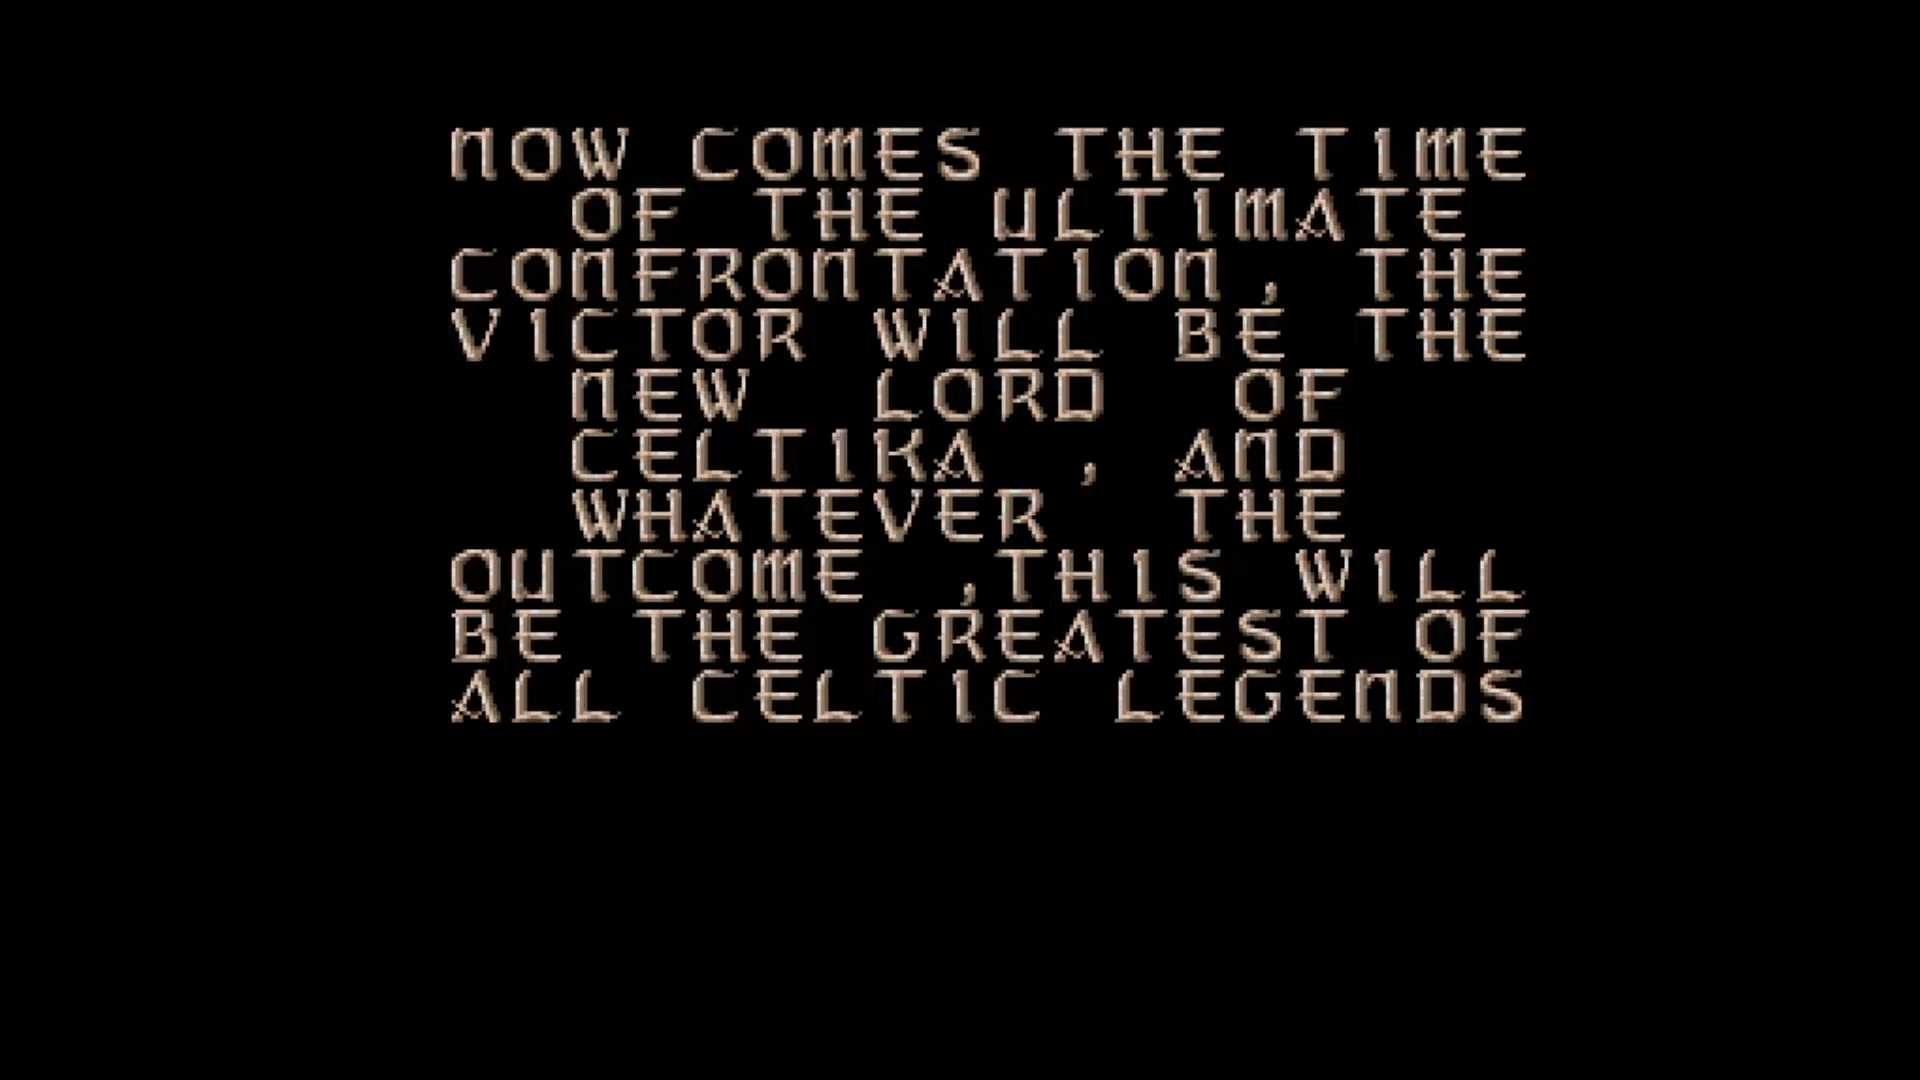 NOW COMES THE TIME
OF THE ULTIMATE
CONFRONTATION, THE
VICTOR WILL BE THE
NEW LORD OF
CELTIKA , AND
WHATEVER THE
OUTCOME ,THIS WILL
BE THE GREATEST OF
ALL CELTIC LEGENDS